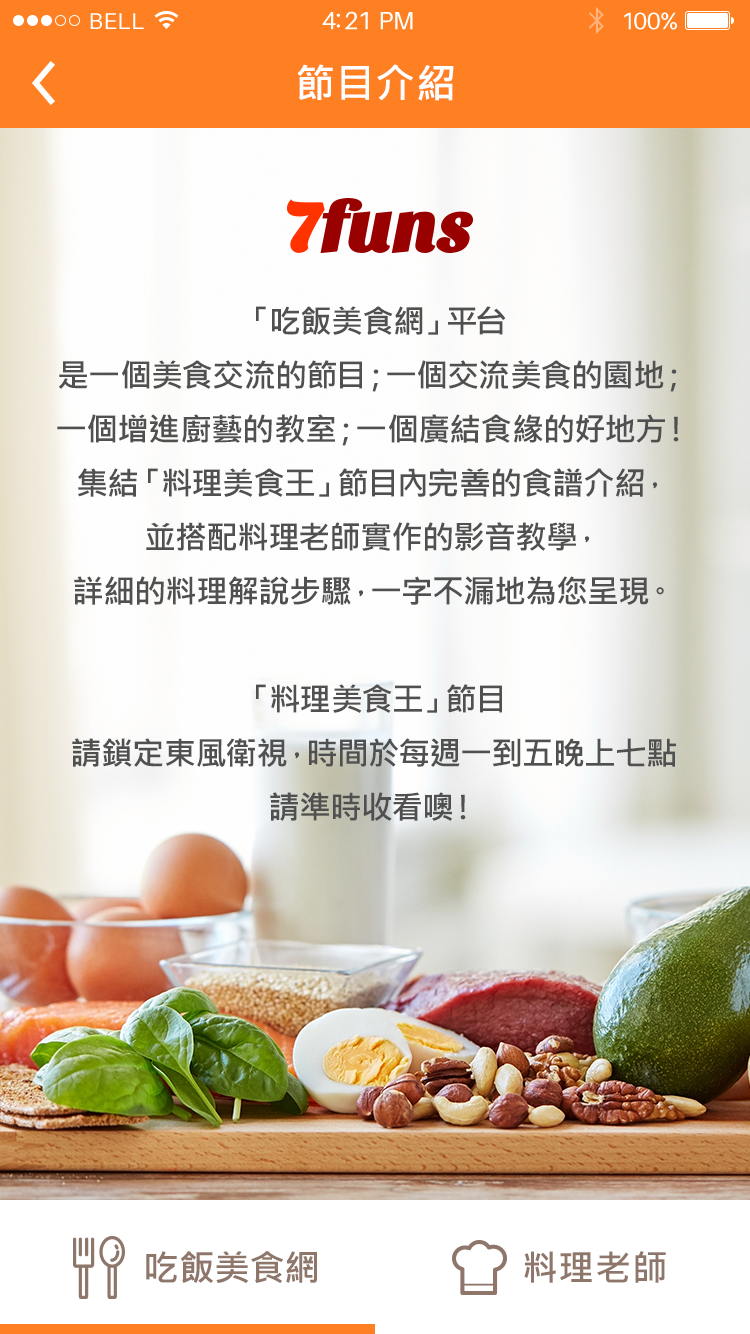 BELL 4:21 PM 100%
節目介紹
7funs
「吃飯美食網」平台
是一個美食交流的節目;一個交流美食的園地;
一個增進廚藝的教室;一個廣結食緣的好地方!
集結「料理美食王」節目內完善的食譜介紹,
並搭配料理老師實作的影音教學,
詳細的料理解說步驟,一字不漏地為您呈現。
「料理美食王」節目
請鎖定東風衛視,時間於每週一到五晚上七點
請準時收看噢!
吃飯美食網 料理老師